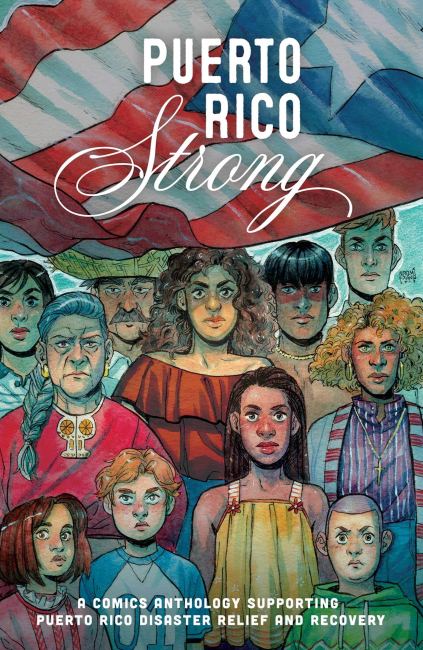 PUERTO
RICO
Strong
A COMICS ANTHOLOGY SUPPORTING
PUERTO RICO DISASTER RELIEF AND RECOVERY